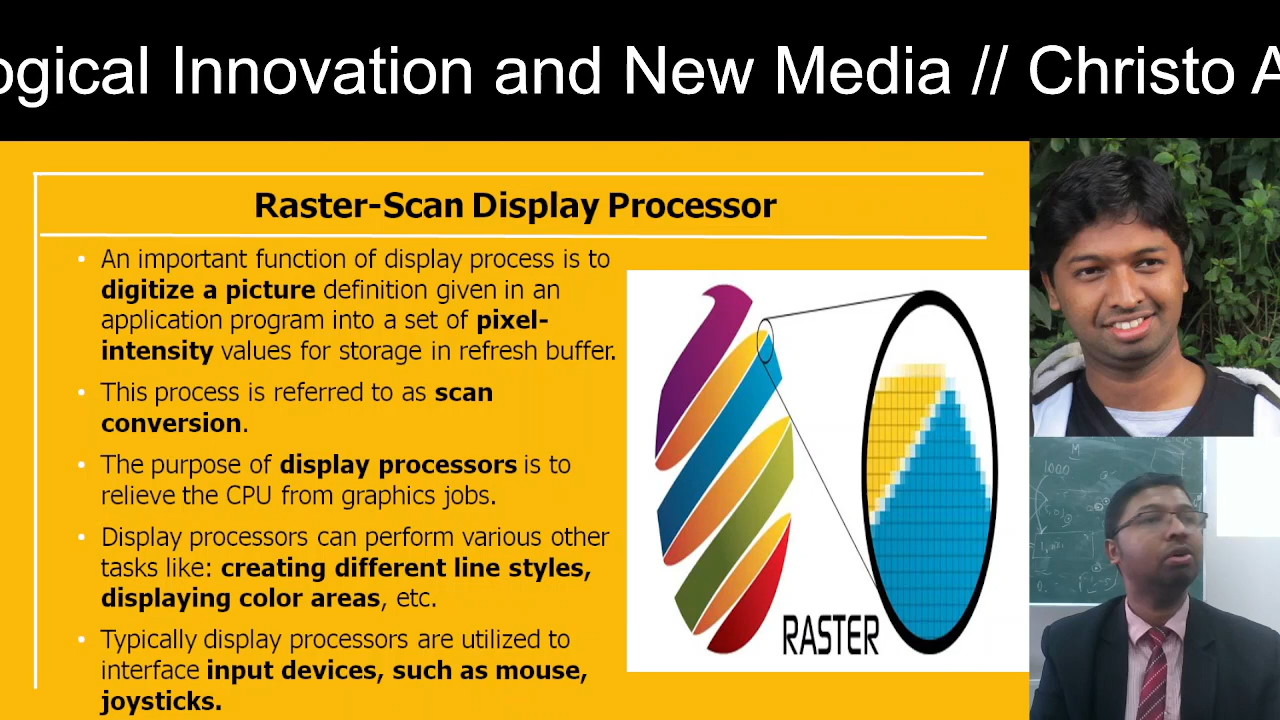 ogical Innovation and New Media // Christo A
Raster-Scan Display Processor
• An important function of display process is to
digitize a picture definition given in an
application program into a set of pixel-
intensity values for storage in refresh buffer.
• This process is referred to as scan
conversion.
• The purpose of display processors is to
relieve the CPU from graphics jobs.
• Display processors can perform various other
tasks like: creating different line styles,
displaying color areas, etc.
• Typically display processors are utilized to
interface input devices, such as mouse,
joysticks.
RASTER
M
1000